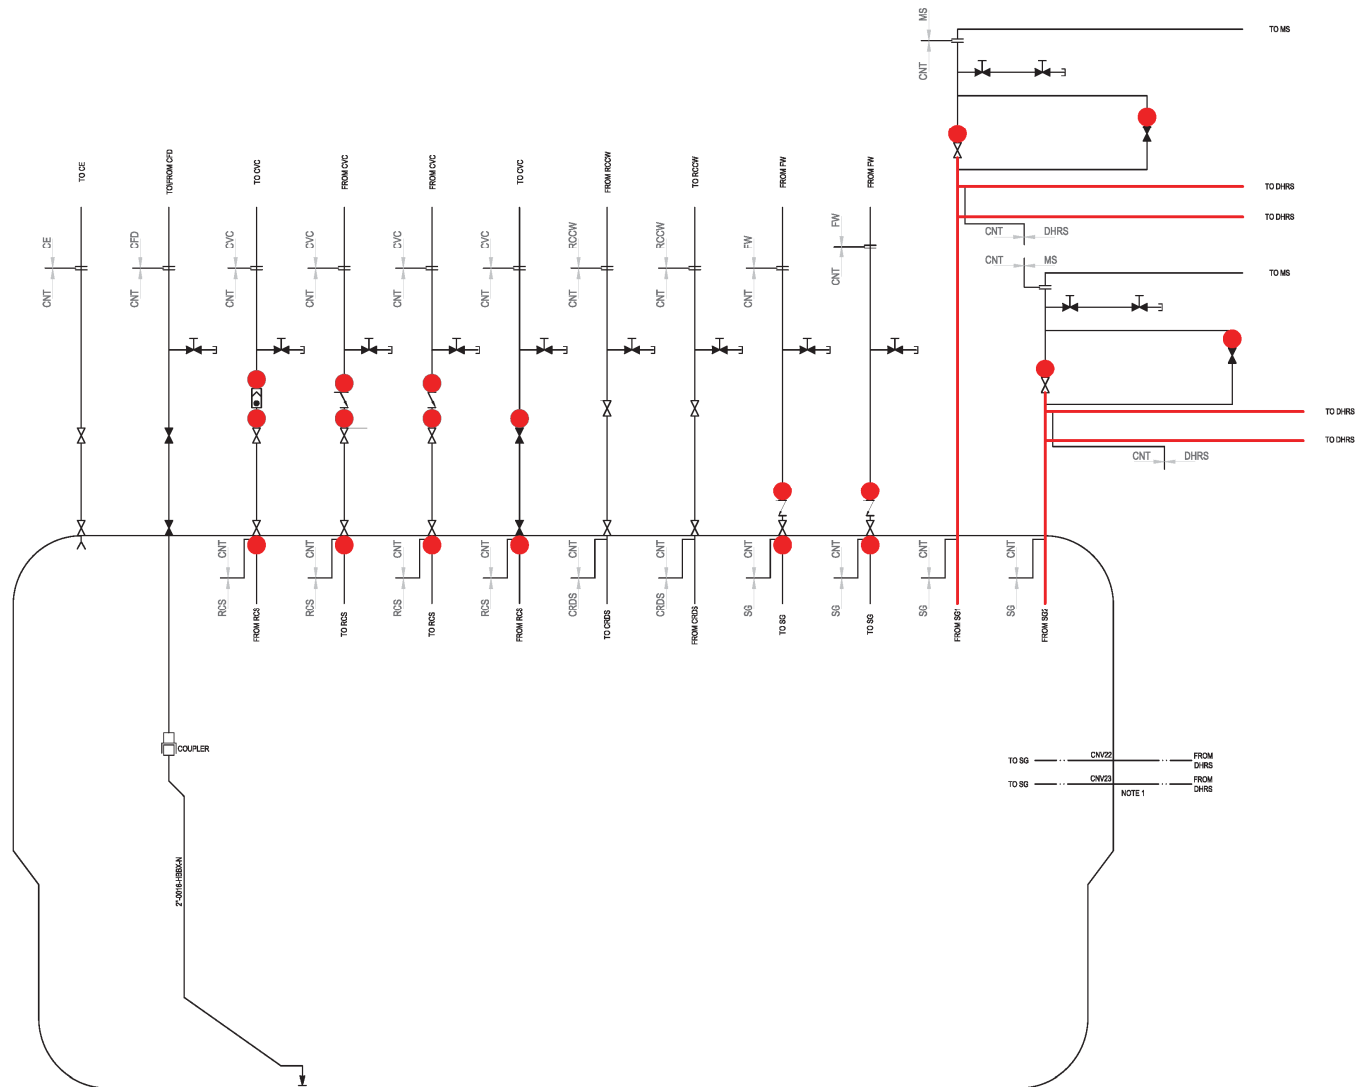 MS
TO MS
CNT
TO CE
TO/FROM CFD
TO CVC
FROM CVC
FROM CVC
TO CVC
FROM RCCW
TO RCCW
FROM FW
FROM FW
TO DHRS
TO DHRS
CNT
DHRS
CE
CFD
CVC
CVC
CVC
CVC
RCCW
RCCW
FW
FW
CNT
MS
TO MS
CNT
CNT
CNT
CNT
CNT
CNT
CNT
CNT
CNT
CNT
TO DHRS
TO DHRS
CNT
DHRS
CNT
CNT
CNT
CNT
CNT
CNT
CNT
CNT
CNT
CNT
RCS
RCS
RCS
RCS
CRDS
CRDS
SG
SG
SG
SG
FROM RCS
TO RCS
TO RCS
FROM RCS
TO CRDS
FROM CRDS
TO SG
TO SG
FROM SG1
FROM SG2
COUPLER
TO SG
CNV22
FROM
DHRS
TO SG
CNV23
FROM
DHRS
NOTE 1
2"-0016-HBBX-N